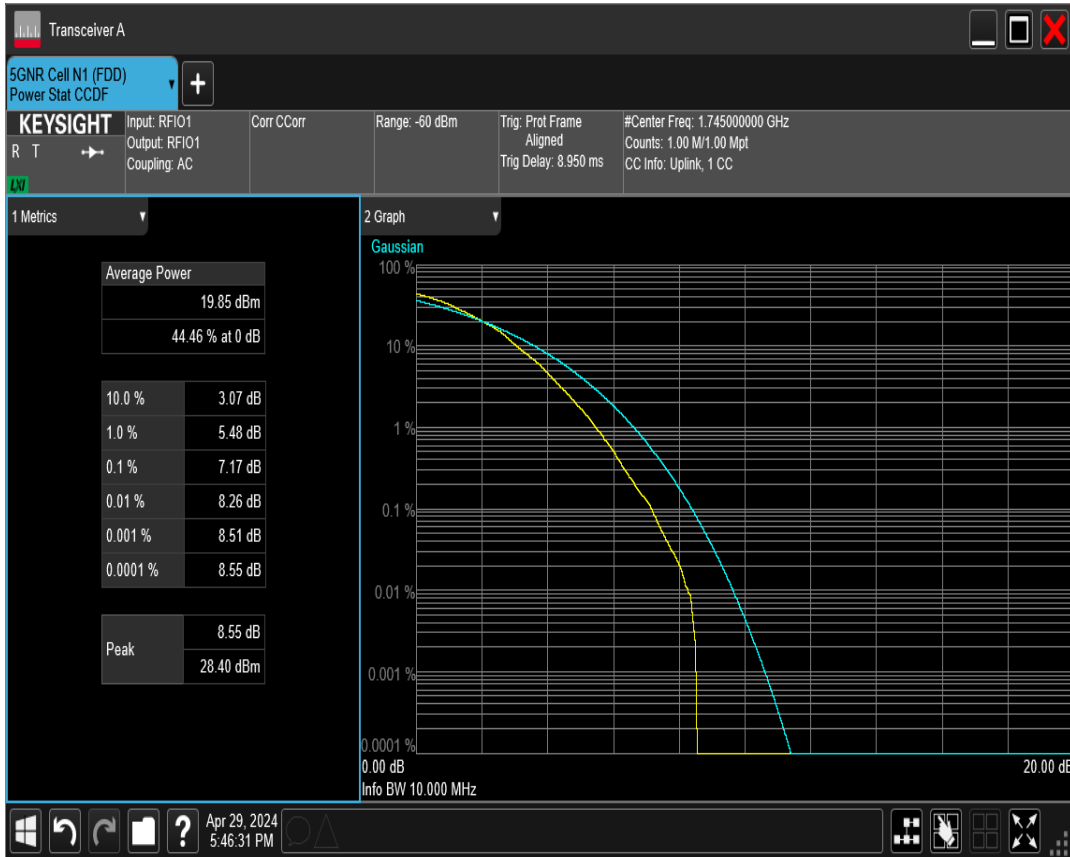 Transceiver A
5GNR Cell N1 (FDD)
Power Stat CCDF
+
KEYSIGHT
R T
LXI
Input: RFIO1
Output: RFIO1
Coupling: AC
Corr CCorr
Range: -60 dBm
Trig: Prot Frame
Aligned
Trig Delay: 8.950 ms
#Center Freq: 1.745000000 GHz
Counts: 1.00 M/1.00 Mpt
CC Info: Uplink, 1 CC
1 Metrics
Average Power
19.85 dBm
44.46 % at 0 dB
10.0 % 3.07 dB
1.0 % 5.48 dB
0.1 % 7.17 dB
0.01 % 8.26 dB
0.001 % 8.51 dB
0.0001 % 8.55 dB
Peak
8.55 dB
28.40 dBm
2 Graph
Gaussian
100 %
10 %
1 %
0.1 %
0.01 %
0.001 %
0.0001 %
0.00 dB
20.00 dB
Info BW 10.000 MHz
?
Apr 29, 2024
5:46:31 PM